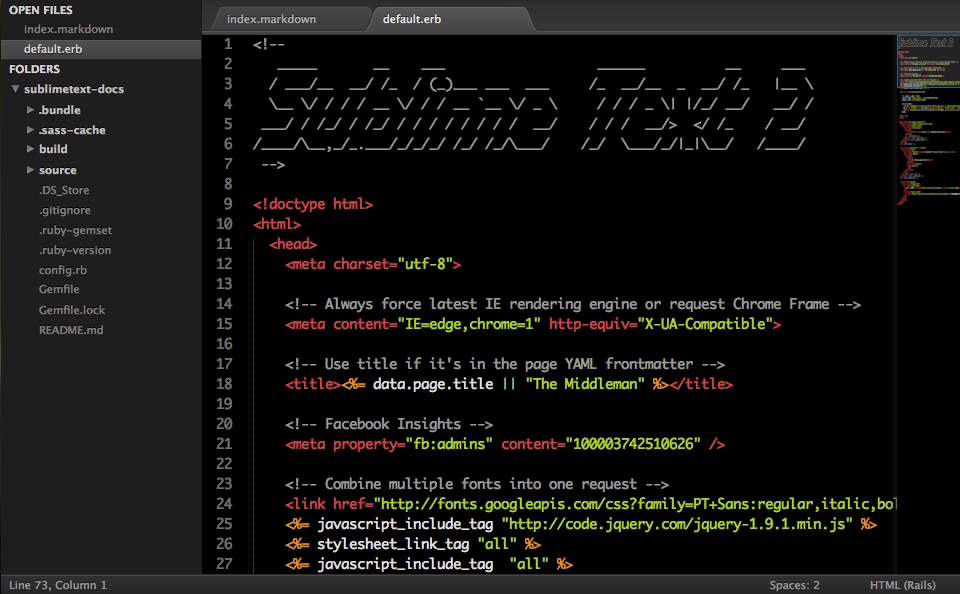 OPEN FILES
index.markdown
default.erb
FOLDERS
sublimetext-docs
.bundle
.sass-cache
build
source
.DS_Store
.gitignore
.ruby-gemset
.ruby-version
config.rb
Gemfile
Gemfile.lock
README.md
index.markdown
default.erb
1 <!--
2
3
4
5
6
Sublime Text 2
7 -->
8
9 <!doctype html>
10 <html>
11 <head>
12 <meta charset="utf-8">
13
14 <!-- Always force latest IE rendering engine or request Chrome Frame -->
15 <meta content="IE=edge,chrome=1" http-equiv="X-UA-Compatible">
16
17 <!-- Use title if it's in the page YAML frontmatter -->
18 <title><%= data.page.title || "The Middleman" %></title>
19
20 <!-- Facebook Insights -->
21 <meta property="fb:admins" content="100003742510626" />
22
23 <!-- Combine multiple fonts into one request -->
24 <link href="http://fonts.googleapis.com/css?family=PT+Sans:regular,italic,bol
25 <%= javascript_include_tag "http://code.jquery.com/jquery-1.9.1.min.js" %>
26 <%= stylesheet_link_tag "all" %>
27 <%= javascript_include_tag  "all" %>
Sublime Text 2
Line 73, Column 1
Spaces: 2
HTML (Rails)